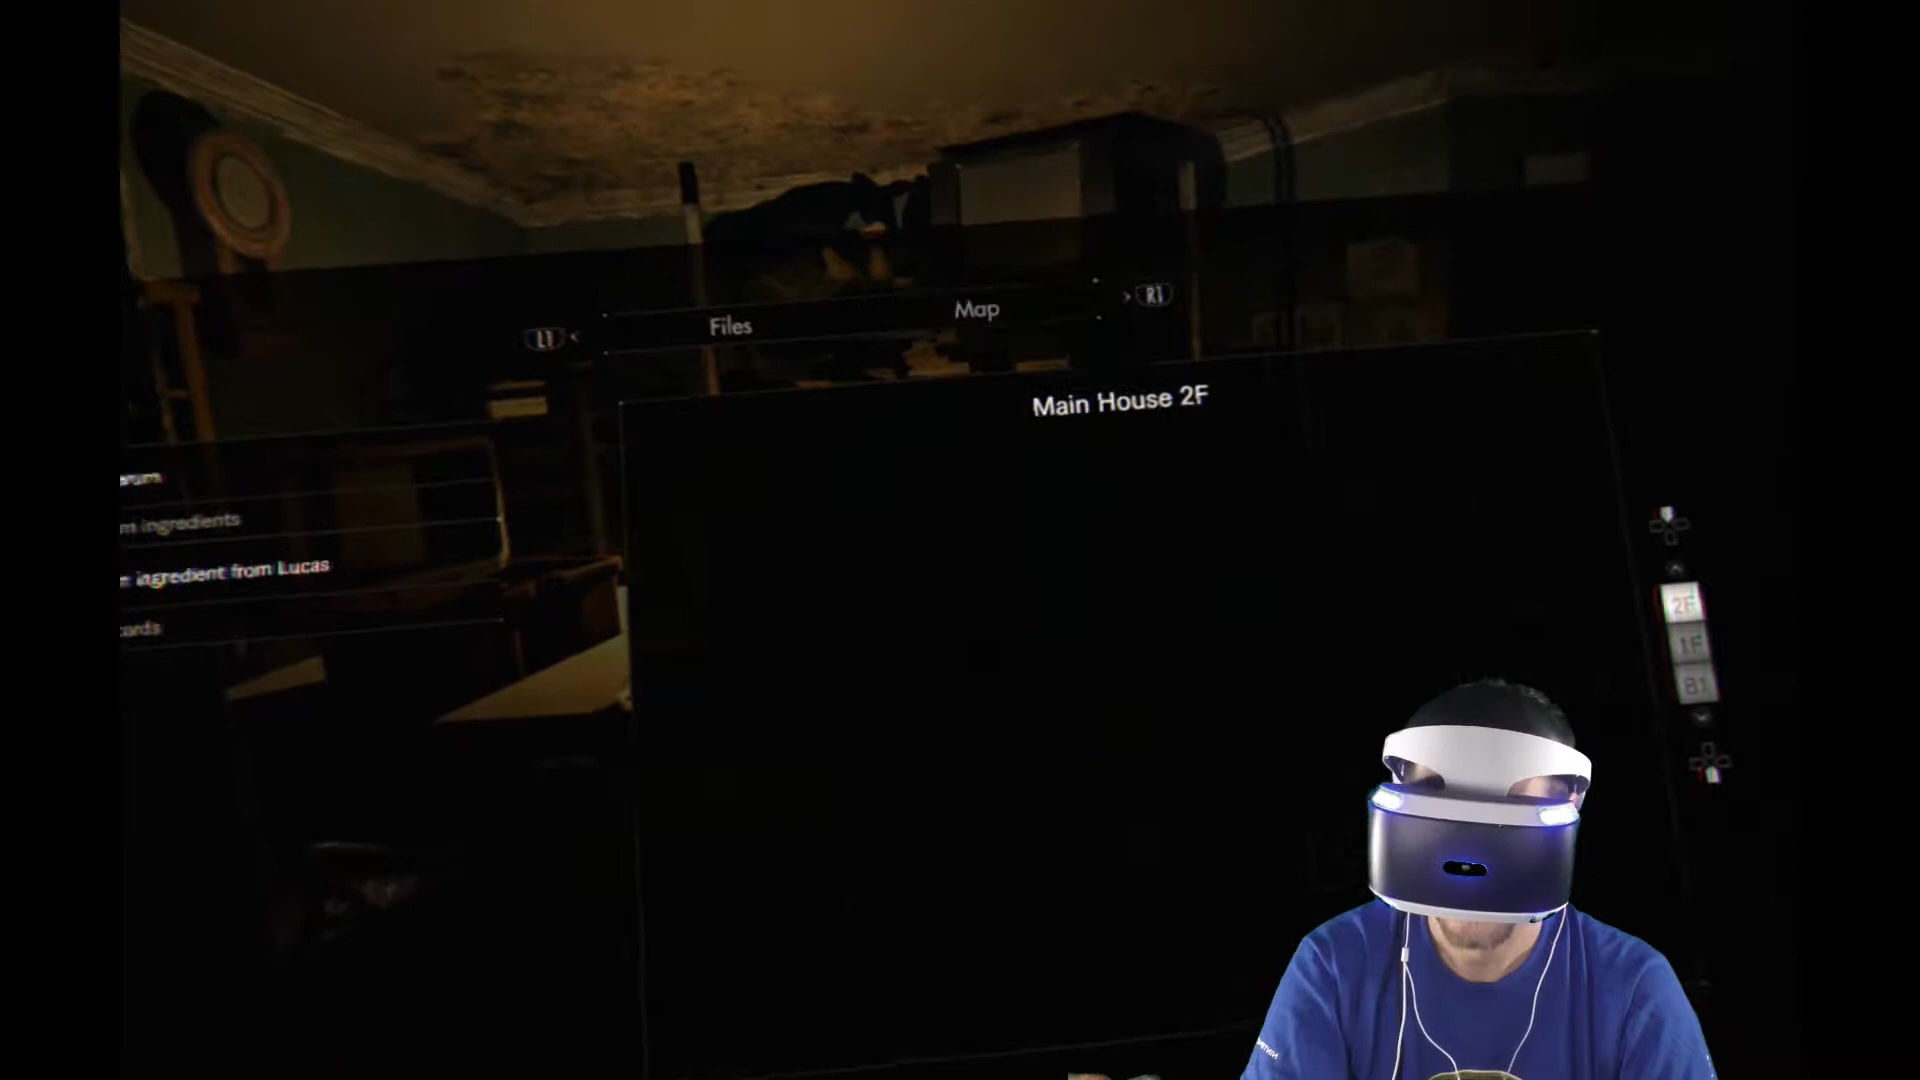 L1 < Files Map > R1
Main House 2F
ingredients
ingredient from Lucas
2F
1F
B1